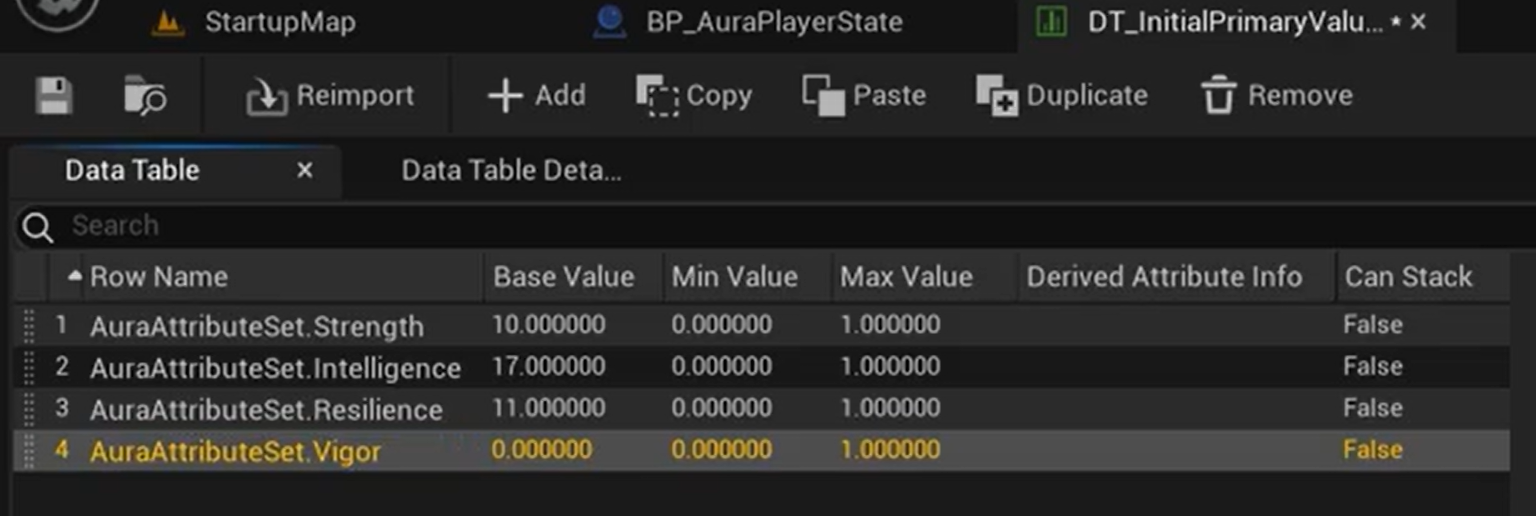 StartupMap BP_AuraPlayerState DT_InitialPrimaryValu... • ×
Reimport Add Copy Paste Duplicate Remove
Data Table × Data Table Deta...
Search
Row Name Base Value Min Value Max Value Derived Attribute Info Can Stack
1 AuraAttributeSet.Strength 10.000000 0.000000 1.000000 False
2 AuraAttributeSet.Intelligence 17.000000 0.000000 1.000000 False
3 AuraAttributeSet.Resilience 11.000000 0.000000 1.000000 False
4 AuraAttributeSet.Vigor 0.000000 0.000000 1.000000 False